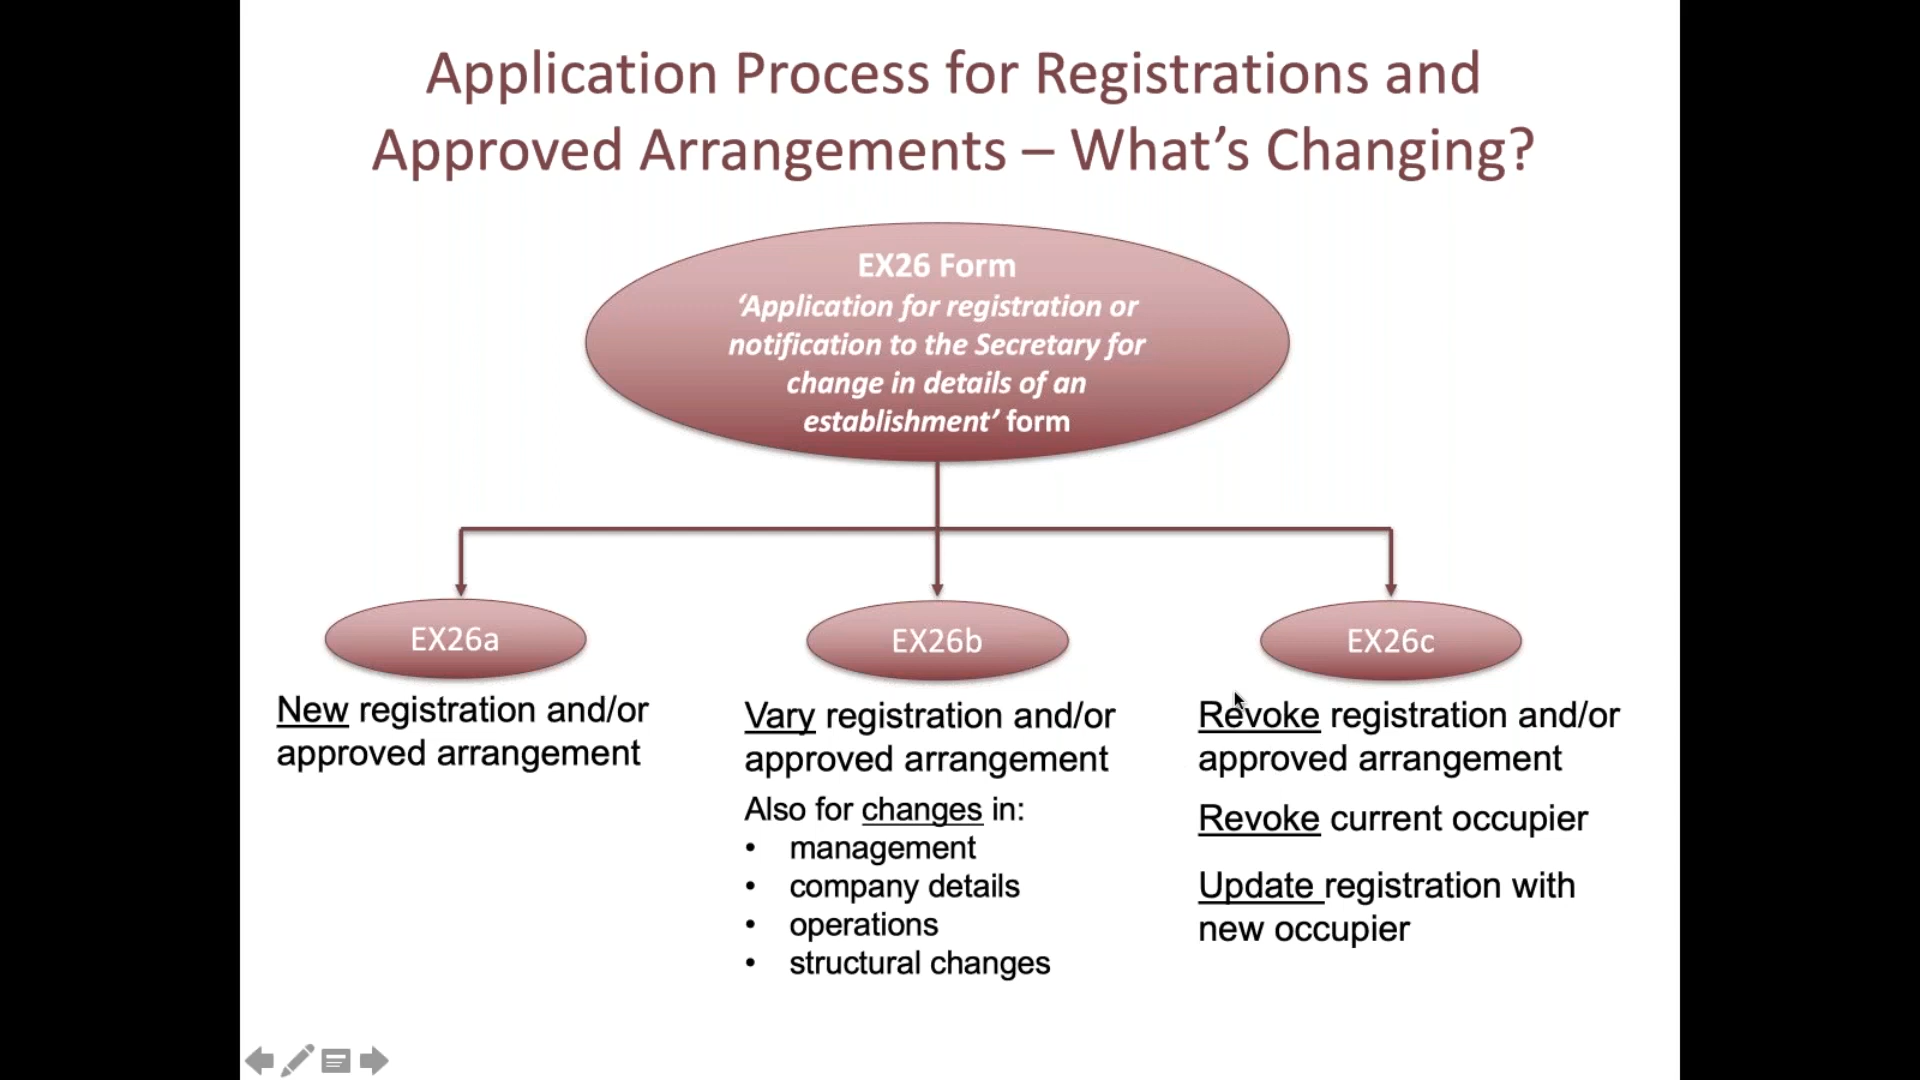 Application Process for Registrations and
Approved Arrangements – What’s Changing?
EX26 Form
‘Application for registration or
notification to the Secretary for
change in details of an
establishment’ form
EX26a
EX26b
EX26c
New registration and/or
approved arrangement
Vary registration and/or
approved arrangement
Also for changes in:
• management
• company details
• operations
• structural changes
Revoke registration and/or
approved arrangement
Revoke current occupier
Update registration with
new occupier